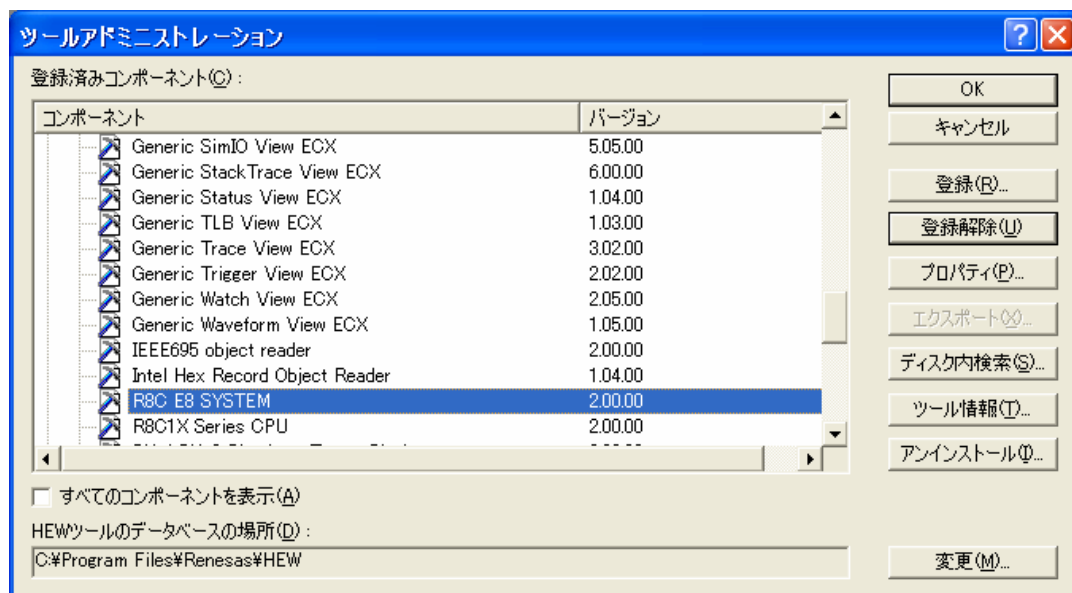 ツールアドミニストレーション
登録済みコンポーネント(C):
コンポーネント バージョン
Generic SimIO View ECX 5.05.00
Generic StackTrace View ECX 6.00.00
Generic Status View ECX 1.04.00
Generic TLB View ECX 1.03.00
Generic Trace View ECX 3.02.00
Generic Trigger View ECX 2.02.00
Generic Watch View ECX 2.05.00
Generic Waveform View ECX 1.05.00
IEEE695 object reader 2.00.00
Intel Hex Record Object Reader 1.04.00
R8C E8 SYSTEM 2.00.00
R8C1X Series CPU 2.00.00
すべてのコンポーネントを表示(A)
HEWツールのデータベースの場所(D):
C:¥Program Files¥Renesas¥HEW
OK
キャンセル
登録(R)...
登録解除(U)
プロパティ(P)...
エクスポート(X)...
ディスク内検索(S)...
ツール情報(T)...
アンインストール(I)...
変更(M)...